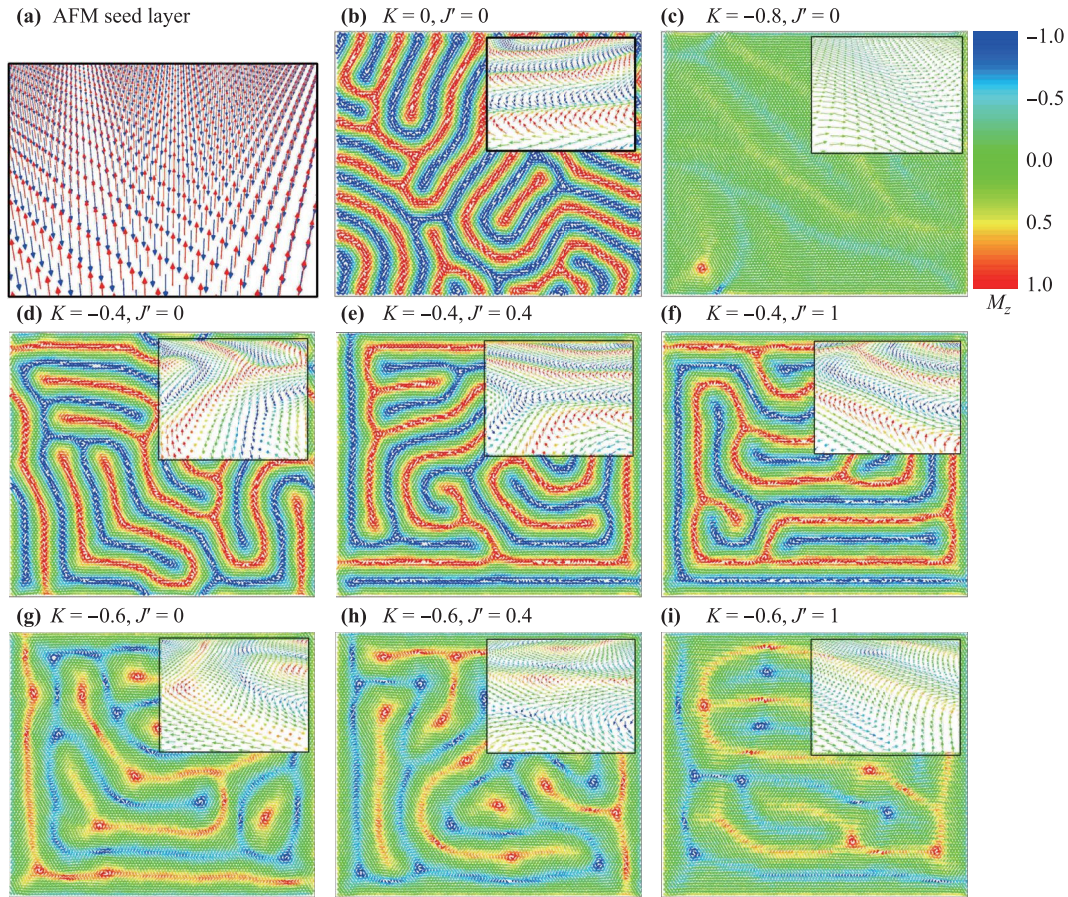 (a) AFM seed layer
(b) K = 0, J′ = 0
(c) K = −0.8, J′ = 0
−1.0
−0.5
0.0
0.5
1.0
M_z
(d) K = −0.4, J′ = 0
(e) K = −0.4, J′ = 0.4
(f) K = −0.4, J′ = 1
(g) K = −0.6, J′ = 0
(h) K = −0.6, J′ = 0.4
(i) K = −0.6, J′ = 1